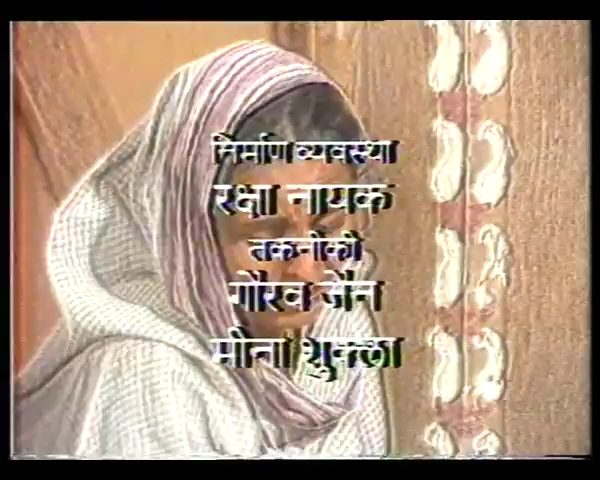 निर्माण व्यवस्था
रक्षा नायक
तकनीकी
गौरव जैन
मोना शुक्ला